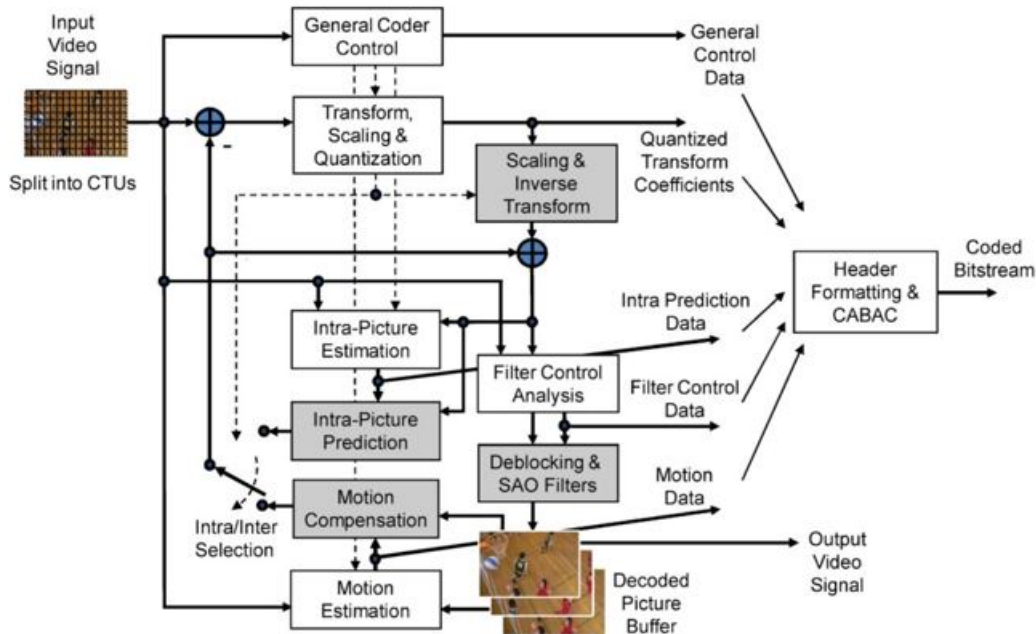 Input
Video
Signal
Split into CTUs
General Coder
Control
General
Control
Data
Transform,
Scaling &
Quantization
-
Quantized
Transform
Coefficients
Scaling &
Inverse
Transform
Coded
Bitstream
Header
Formatting &
CABAC
Intra Prediction
Data
Intra-Picture
Estimation
Filter Control
Analysis
Filter Control
Data
Intra-Picture
Prediction
Deblocking &
SAO Filters
Motion
Data
Motion
Compensation
Intra/Inter
Selection
Output
Video
Signal
Motion
Estimation
Decoded
Picture
Buffer